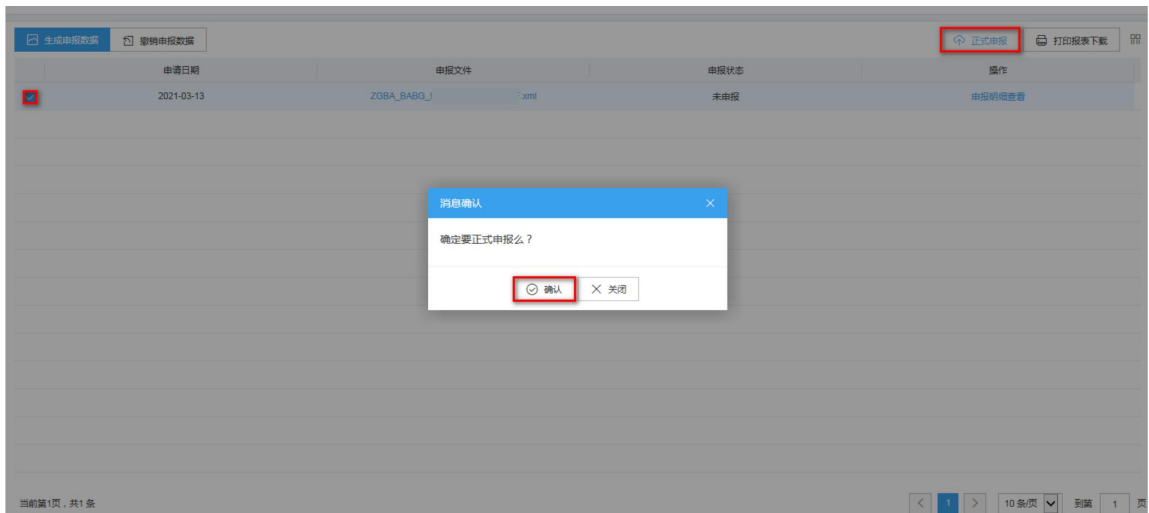 生成申报数据 撤销申报数据 正式申报 打印报表下载
申请日期 申报文件 申报状态 操作
2021-03-13 ZGBA_BABG_ .xml 未申报 申报明细查看
消息确认
确定要正式申报么？
确认 关闭
当前第1页，共1条 1 10条/页 到第 1 页